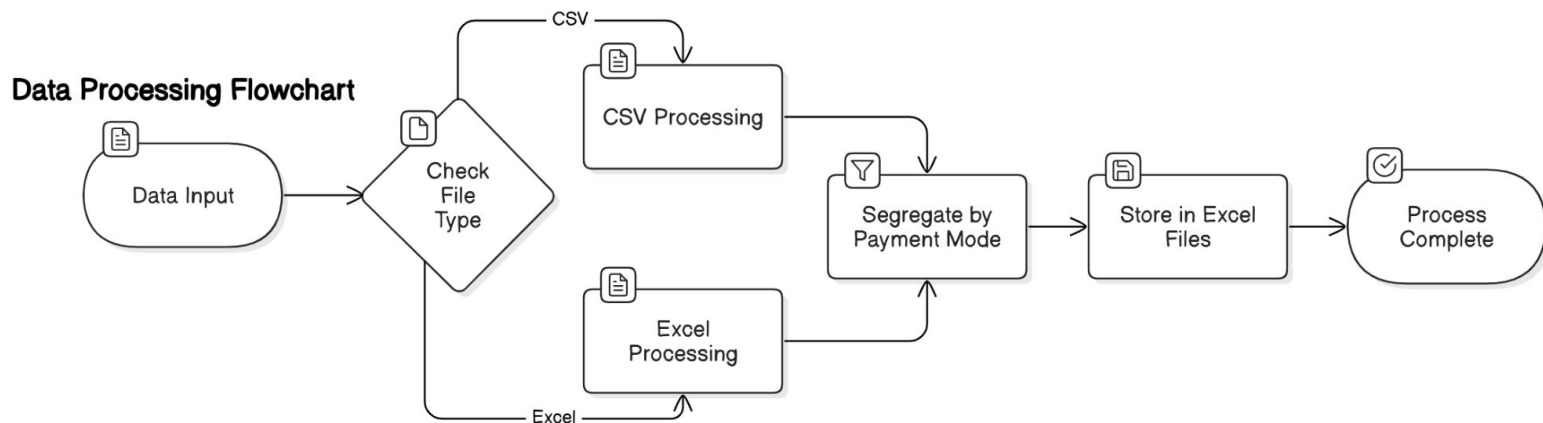 Data Processing Flowchart
Data Input
Check
File
Type
CSV
CSV Processing
Excel
Excel
Processing
Segregate by
Payment Mode
Store in Excel
Files
Process
Complete